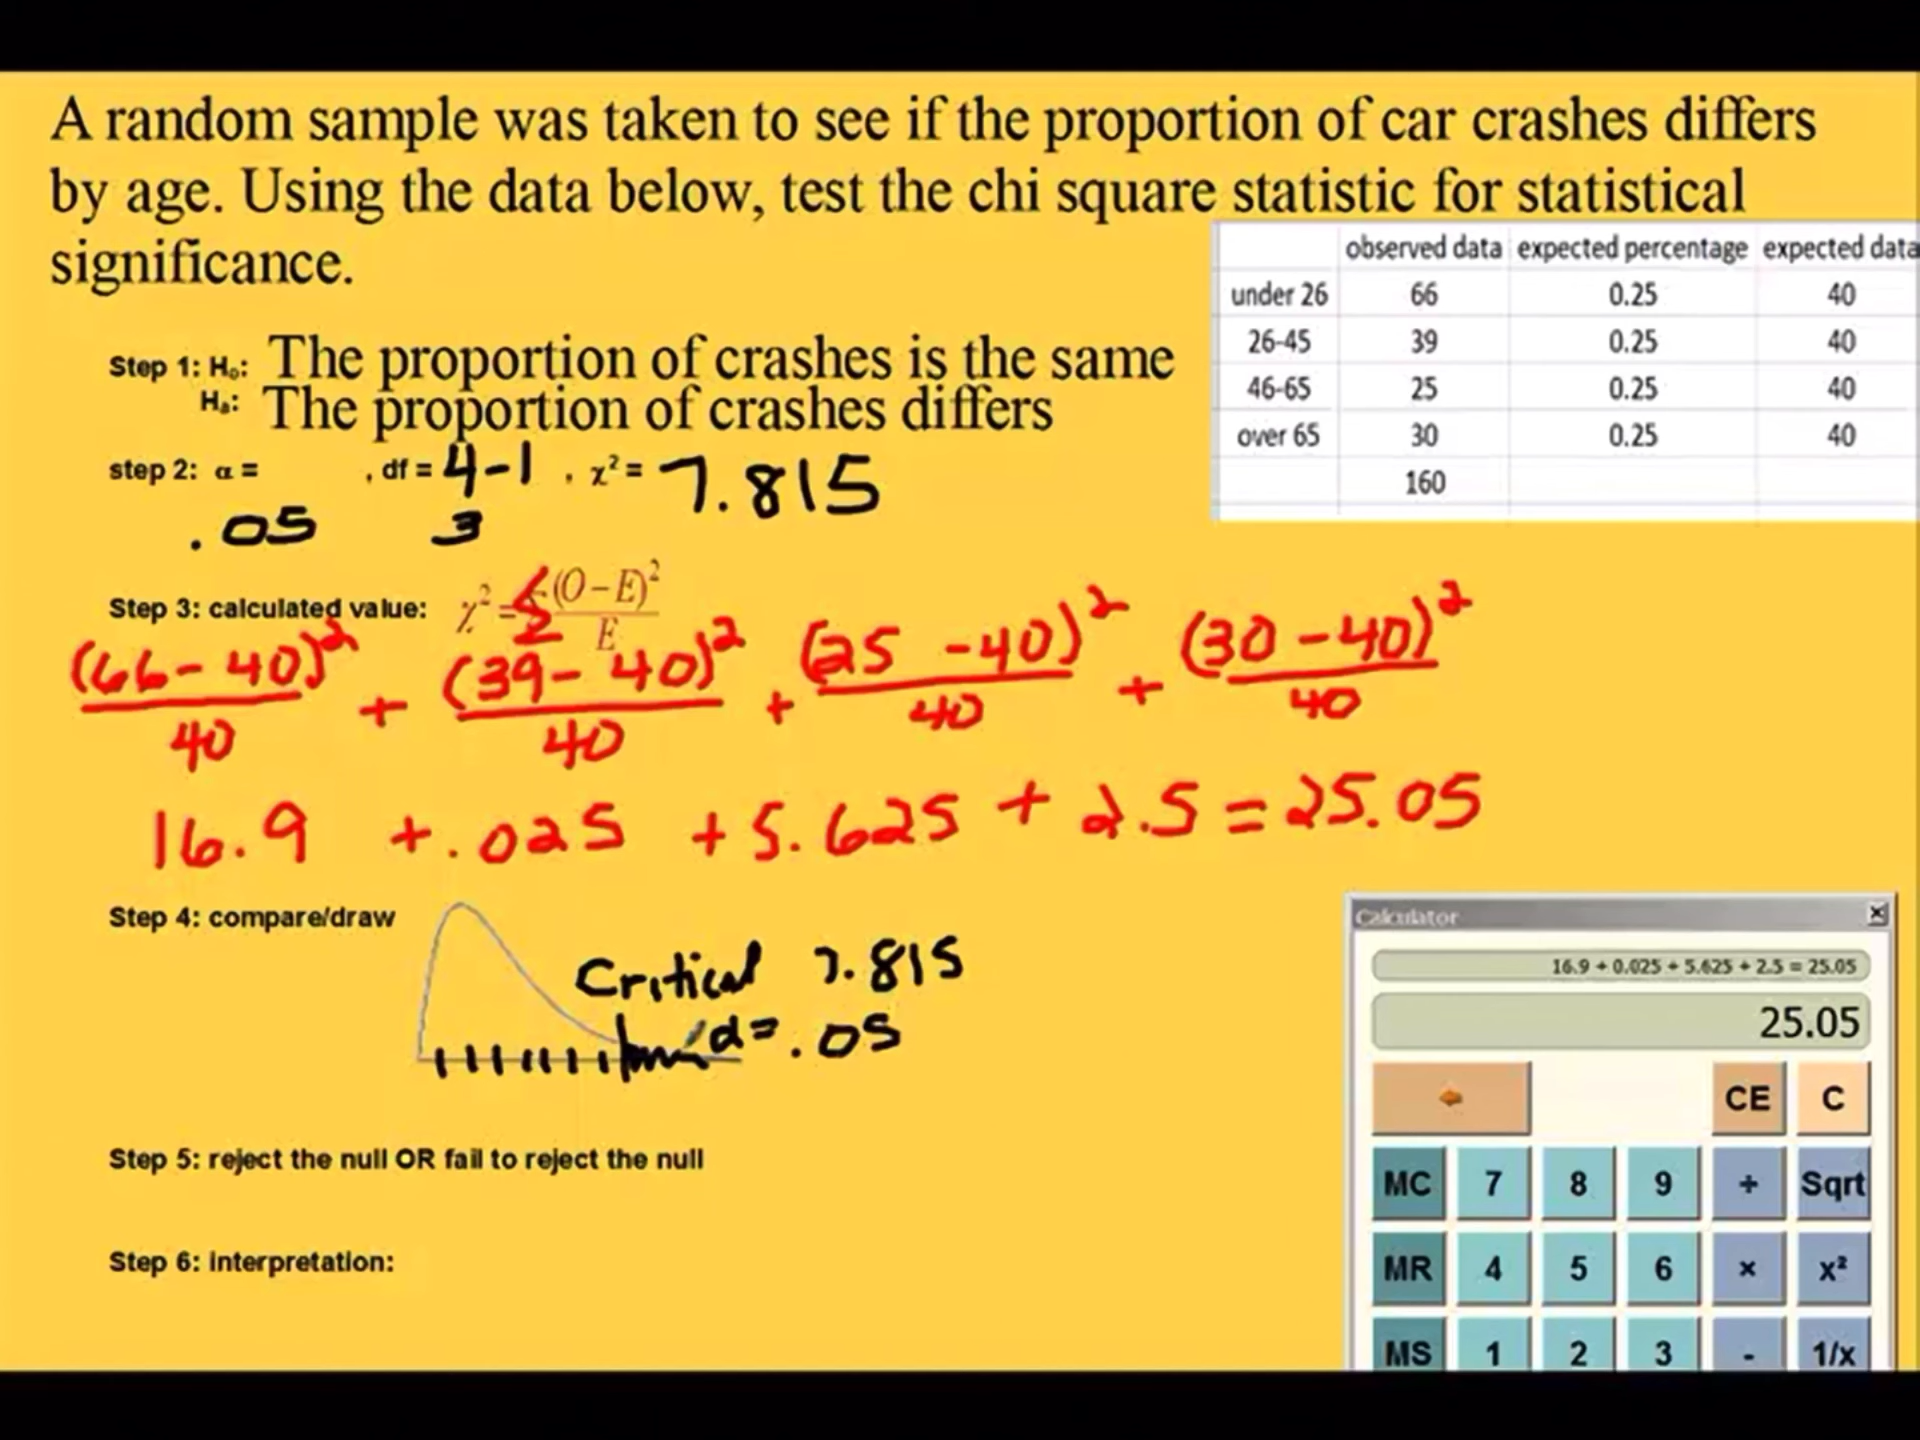 A random sample was taken to see if the proportion of car crashes differs
by age. Using the data below, test the chi square statistic for statistical
significance.
observed data expected percentage expected data
under 26 66 0.25 40
26-45 39 0.25 40
46-65 25 0.25 40
over 65 30 0.25 40
160
Step 1: H₀: The proportion of crashes is the same
Hₐ: The proportion of crashes differs
step 2: α = .05 , df = 4-1 , χ² = 7.815
3
Step 3: calculated value: χ² = Σ (O – E)² / E
(66 - 40)² / 40 + (39 - 40)² / 40 + (25 - 40)² / 40 + (30 - 40)² / 40
16.9 + .025 + 5.625 + 2.5 = 25.05
Step 4: compare/draw
Critical 7.815
α = .05
Step 5: reject the null OR fail to reject the null
Step 6: interpretation:
Calculator
16.9 + 0.025 + 5.625 + 2.5 = 25.05
25.05
CE C
MC 7 8 9 ÷ Sqrt
MR 4 5 6 × x²
MS 1 2 3 - 1/x